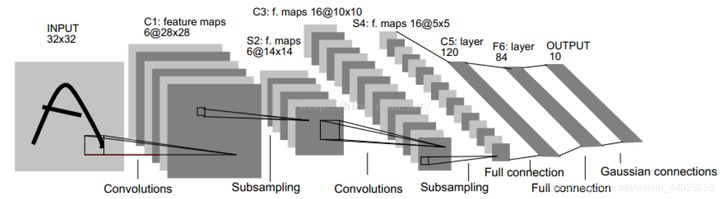 INPUT
32x32
C1: feature maps
6@28x28
C3: f. maps 16@10x10
S2: f. maps
6@14x14
S4: f. maps 16@5x5
C5: layer
120
F6: layer
84
OUTPUT
10
A
Convolutions
Subsampling
Convolutions
Subsampling
Full connection
Full connection
Gaussian connections